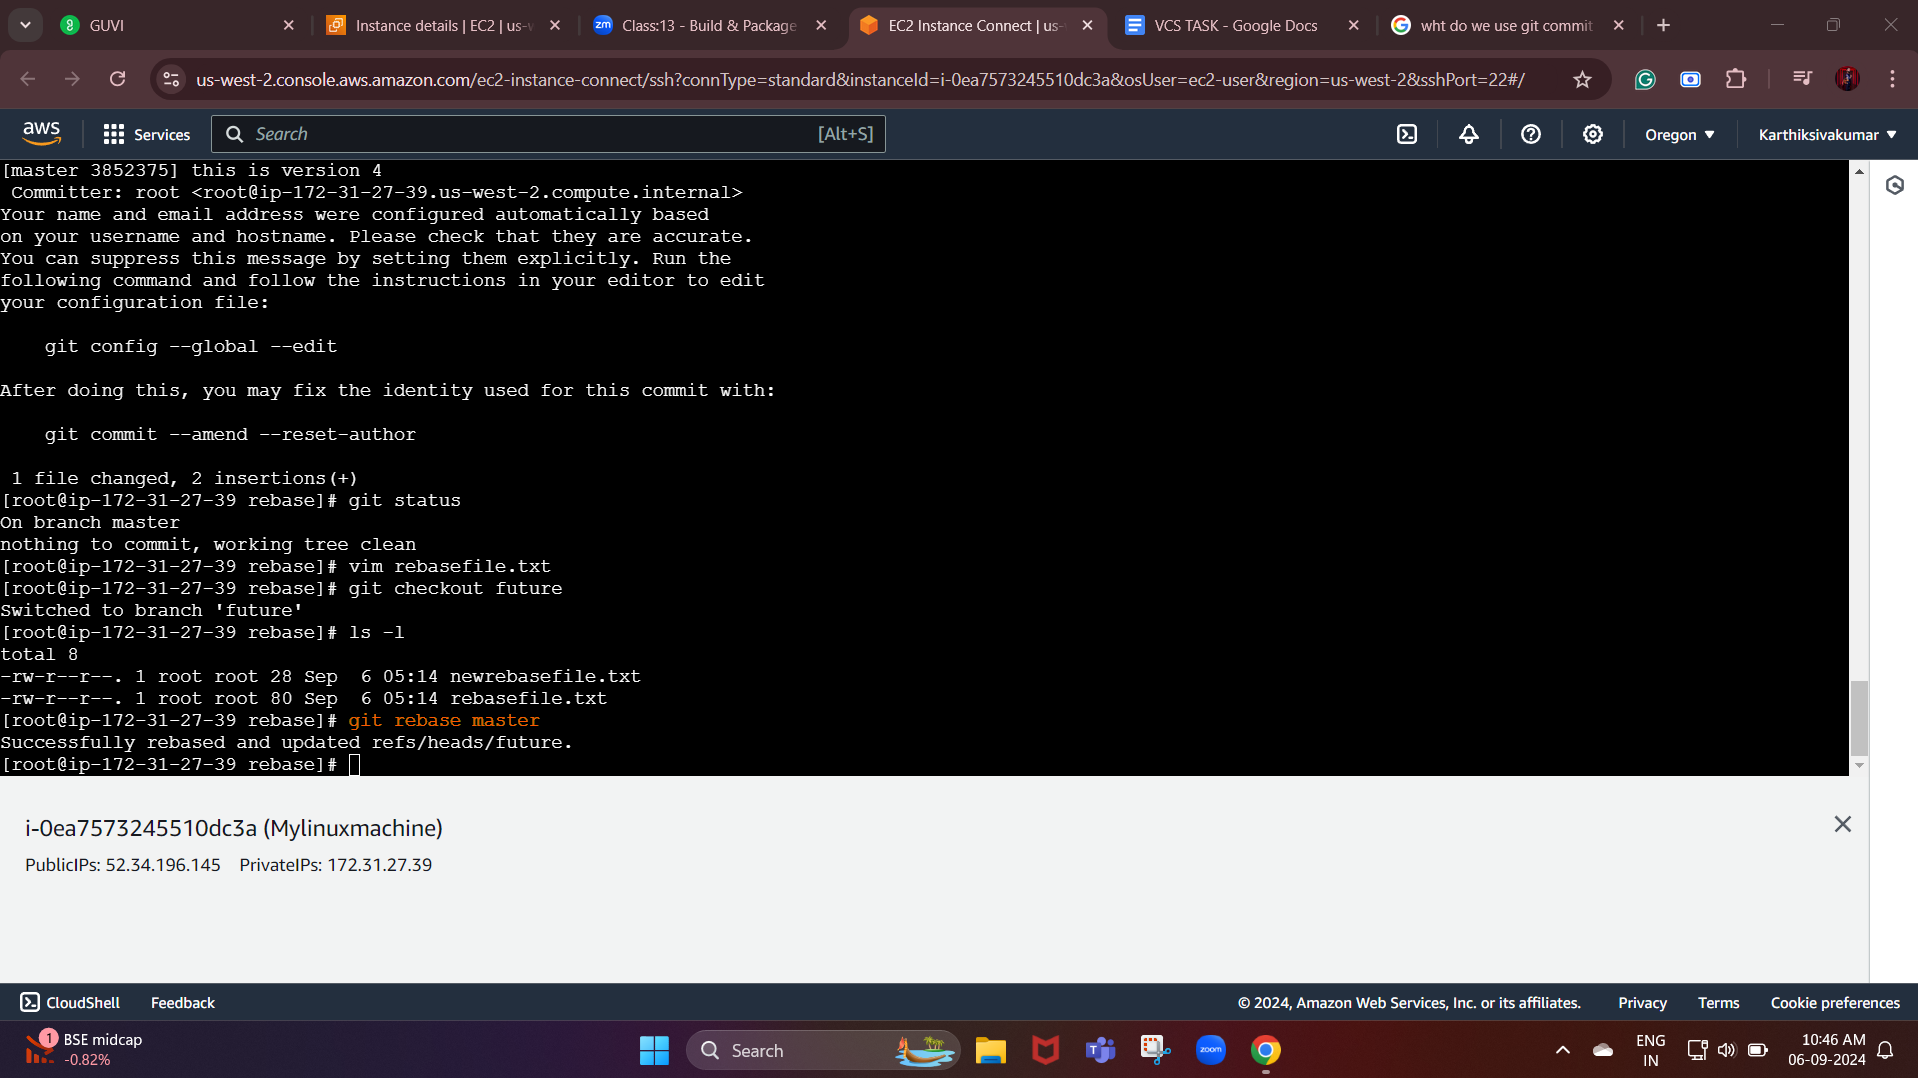 GUVI
Instance details | EC2 | us-w
Class:13 - Build & Package
EC2 Instance Connect | us-
VCS TASK - Google Docs
wht do we use git commit
us-west-2.console.aws.amazon.com/ec2-instance-connect/ssh?connType=standard&instanceId=i-0ea7573245510dc3a&osUser=ec2-user&region=us-west-2&sshPort=22#/
aws
Services
Search
[Alt+S]
Oregon
Karthiksivakumar
[master 3852375] this is version 4
Committer: root <root@ip-172-31-27-39.us-west-2.compute.internal>
Your name and email address were configured automatically based
on your username and hostname. Please check that they are accurate.
You can suppress this message by setting them explicitly. Run the
following command and follow the instructions in your editor to edit
your configuration file:
git config --global --edit
After doing this, you may fix the identity used for this commit with:
git commit --amend --reset-author
1 file changed, 2 insertions(+)
[root@ip-172-31-27-39 rebase]# git status
On branch master
nothing to commit, working tree clean
[root@ip-172-31-27-39 rebase]# vim rebasefile.txt
[root@ip-172-31-27-39 rebase]# git checkout future
Switched to branch 'future'
[root@ip-172-31-27-39 rebase]# ls -l
total 8
-rw-r--r--. 1 root root 28 Sep  6 05:14 newrebasefile.txt
-rw-r--r--. 1 root root 80 Sep  6 05:14 rebasefile.txt
[root@ip-172-31-27-39 rebase]# git rebase master
Successfully rebased and updated refs/heads/future.
[root@ip-172-31-27-39 rebase]#
i-0ea7573245510dc3a (Mylinuxmachine)
PublicIPs: 52.34.196.145 PrivateIPs: 172.31.27.39
CloudShell
Feedback
© 2024, Amazon Web Services, Inc. or its affiliates.
Privacy
Terms
Cookie preferences
1
BSE midcap
-0.82%
Search
zoom
ENG
IN
10:46 AM
06-09-2024